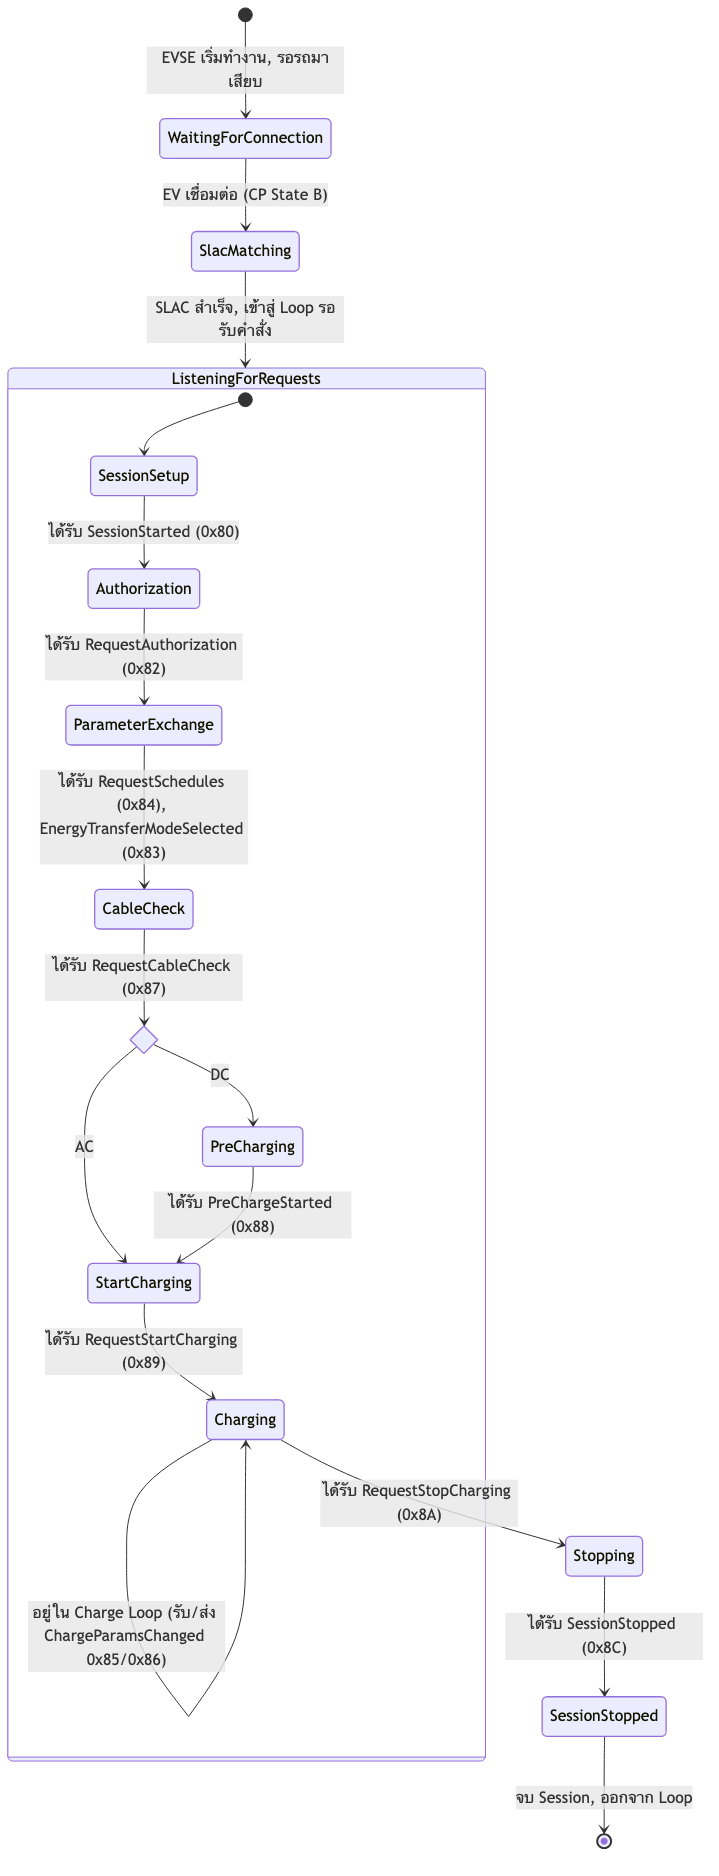 EVSE เริ่มทำงาน, รอรถมา
เสียบ
WaitingForConnection
EV เชื่อมต่อ (CP State B)
SlacMatching
SLAC สำเร็จ, เข้าสู่ Loop รอ
รับคำสั่ง
ListeningForRequests
SessionSetup
ได้รับ SessionStarted (0x80)
Authorization
ได้รับ RequestAuthorization
(0x82)
ParameterExchange
ได้รับ RequestSchedules
(0x84),
EnergyTransferModeSelected
(0x83)
CableCheck
ได้รับ RequestCableCheck
(0x87)
DC
AC
PreCharging
ได้รับ PreChargeStarted
(0x88)
StartCharging
ได้รับ RequestStartCharging
(0x89)
Charging
ได้รับ RequestStopCharging
(0x8A)
Stopping
อยู่ใน Charge Loop (รับ/ส่ง
ChargeParamsChanged
0x85/0x86)
ได้รับ SessionStopped
(0x8C)
SessionStopped
จบ Session, ออกจาก Loop